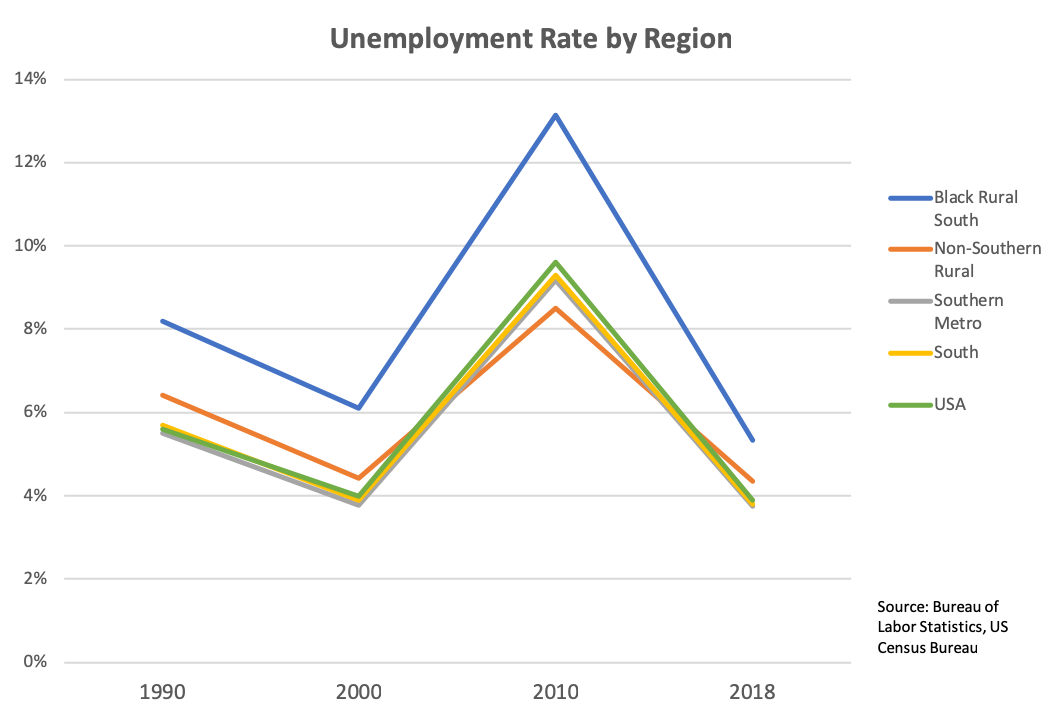 Unemployment Rate by Region
14%
12%
10%
8%
6%
4%
2%
0%
1990
2000
2010
2018
Black Rural
South
Non-Southern
Rural
Southern
Metro
South
USA
Source: Bureau of
Labor Statistics, US
Census Bureau